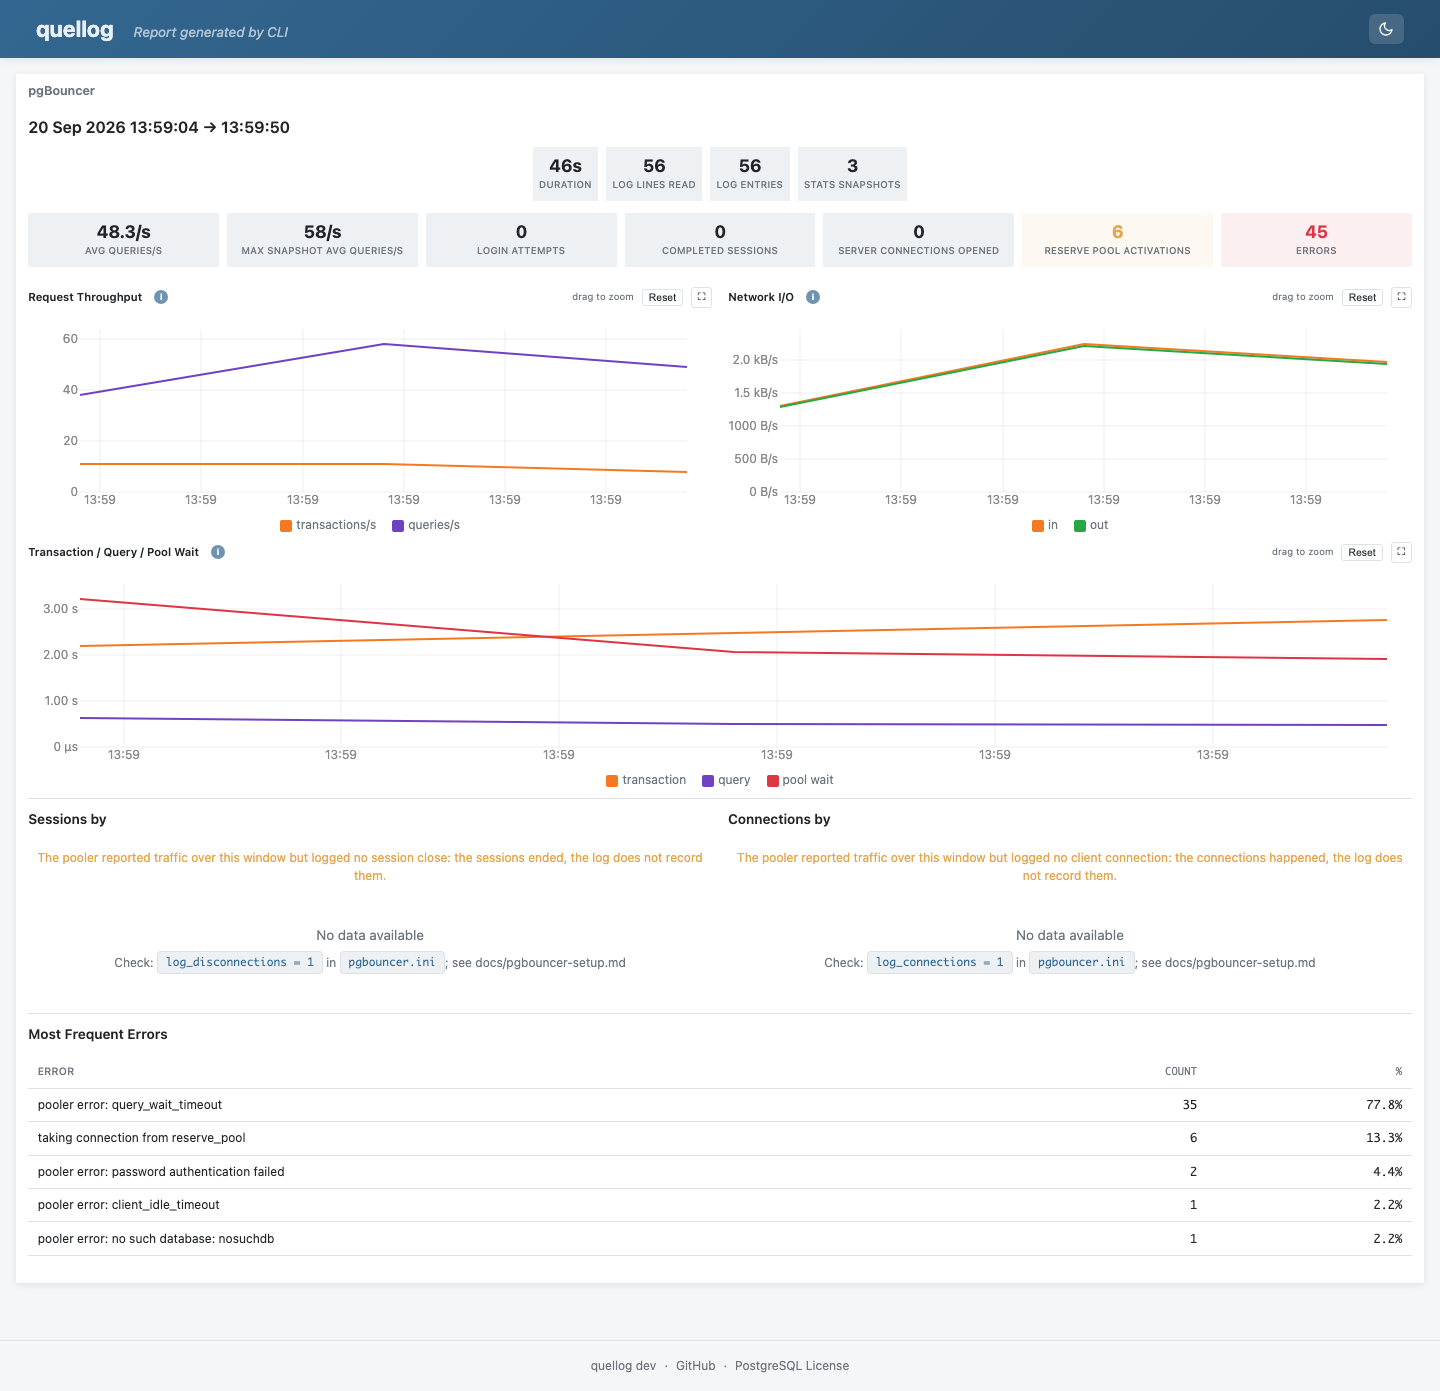 quellog Report generated by CLI
pgBouncer
20 Sep 2026 13:59:04 → 13:59:50
46s
DURATION
56
LOG LINES READ
56
LOG ENTRIES
3
STATS SNAPSHOTS
48.3/s
AVG QUERIES/S
58/s
MAX SNAPSHOT AVG QUERIES/S
0
LOGIN ATTEMPTS
0
COMPLETED SESSIONS
0
SERVER CONNECTIONS OPENED
6
RESERVE POOL ACTIVATIONS
45
ERRORS
Request Throughput i drag to zoom Reset
60
40
20
0
13:59 13:59 13:59 13:59 13:59 13:59
transactions/s queries/s
Network I/O i drag to zoom Reset
2.0 kB/s
1.5 kB/s
1000 B/s
500 B/s
0 B/s
13:59 13:59 13:59 13:59 13:59 13:59
in out
Transaction / Query / Pool Wait i drag to zoom Reset
3.00 s
2.00 s
1.00 s
0 µs
13:59 13:59 13:59 13:59 13:59 13:59
transaction query pool wait
Sessions by
The pooler reported traffic over this window but logged no session close: the sessions ended, the log does not record
them.
No data available
Check: log_disconnections = 1 in pgbouncer.ini; see docs/pgbouncer-setup.md
Connections by
The pooler reported traffic over this window but logged no client connection: the connections happened, the log does
not record them.
No data available
Check: log_connections = 1 in pgbouncer.ini; see docs/pgbouncer-setup.md
Most Frequent Errors
ERROR COUNT %
pooler error: query_wait_timeout 35 77.8%
taking connection from reserve_pool 6 13.3%
pooler error: password authentication failed 2 4.4%
pooler error: client_idle_timeout 1 2.2%
pooler error: no such database: nosuchdb 1 2.2%
quellog dev · GitHub · PostgreSQL License